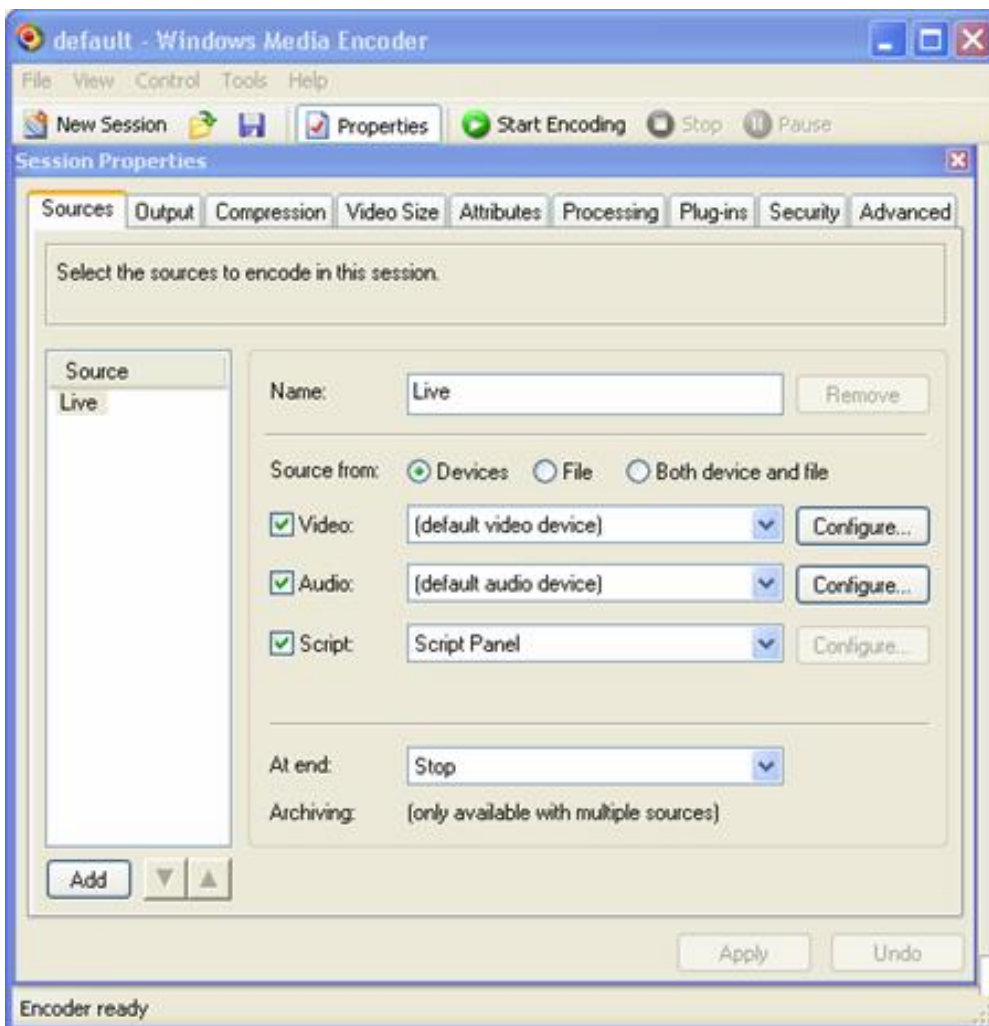 default - Windows Media Encoder
File View Control Tools Help
New Session Properties Start Encoding Stop Pause
Session Properties
Sources Output Compression Video Size Attributes Processing Plug-ins Security Advanced
Select the sources to encode in this session.
Source
Live
Name: Live Remove
Source from: Devices File Both device and file
Video: (default video device) Configure...
Audio: (default audio device) Configure...
Script: Script Panel Configure...
At end: Stop
Archiving: (only available with multiple sources)
Add
Apply Undo
Encoder ready